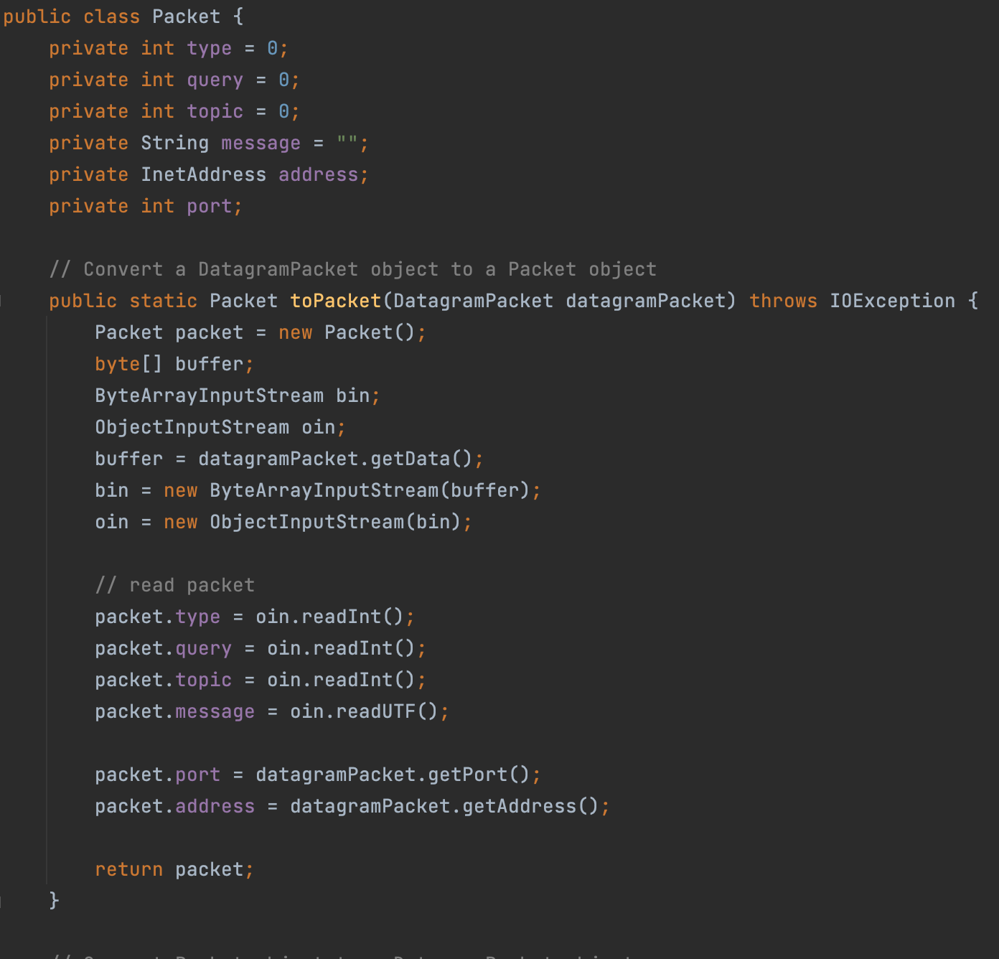 public class Packet {
    private int type = 0;
    private int query = 0;
    private int topic = 0;
    private String message = "";
    private InetAddress address;
    private int port;

    // Convert a DatagramPacket object to a Packet object
    public static Packet toPacket(DatagramPacket datagramPacket) throws IOException {
        Packet packet = new Packet();
        byte[] buffer;
        ByteArrayInputStream bin;
        ObjectInputStream oin;
        buffer = datagramPacket.getData();
        bin = new ByteArrayInputStream(buffer);
        oin = new ObjectInputStream(bin);

        // read packet
        packet.type = oin.readInt();
        packet.query = oin.readInt();
        packet.topic = oin.readInt();
        packet.message = oin.readUTF();

        packet.port = datagramPacket.getPort();
        packet.address = datagramPacket.getAddress();

        return packet;
    }